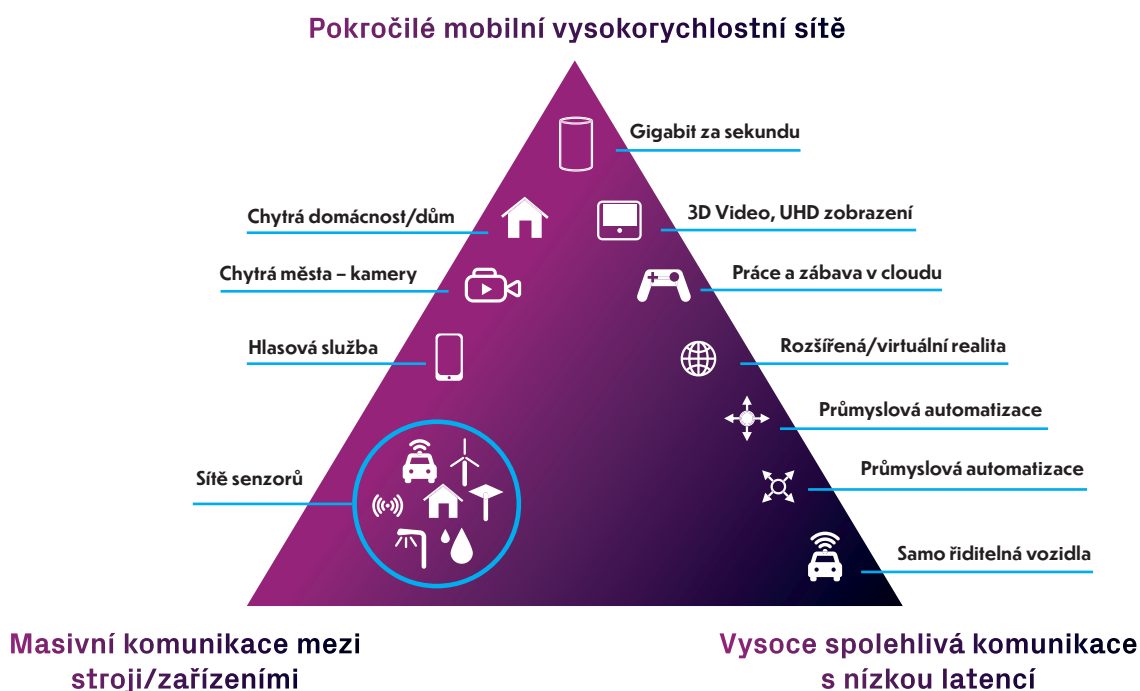 Pokročilé mobilní vysokorychlostní sítě
Gigabit za sekundu
Chytrá domácnost/dům
3D Video, UHD zobrazení
Chytrá města – kamery
Práce a zábava v cloudu
Hlasová služba
Rozšířená/virtuální realita
Průmyslová automatizace
Sítě senzorů
Průmyslová automatizace
Samo řiditelná vozidla
Masivní komunikace mezi
stroji/zařízeními
Vysoce spolehlivá komunikace
s nízkou latencí